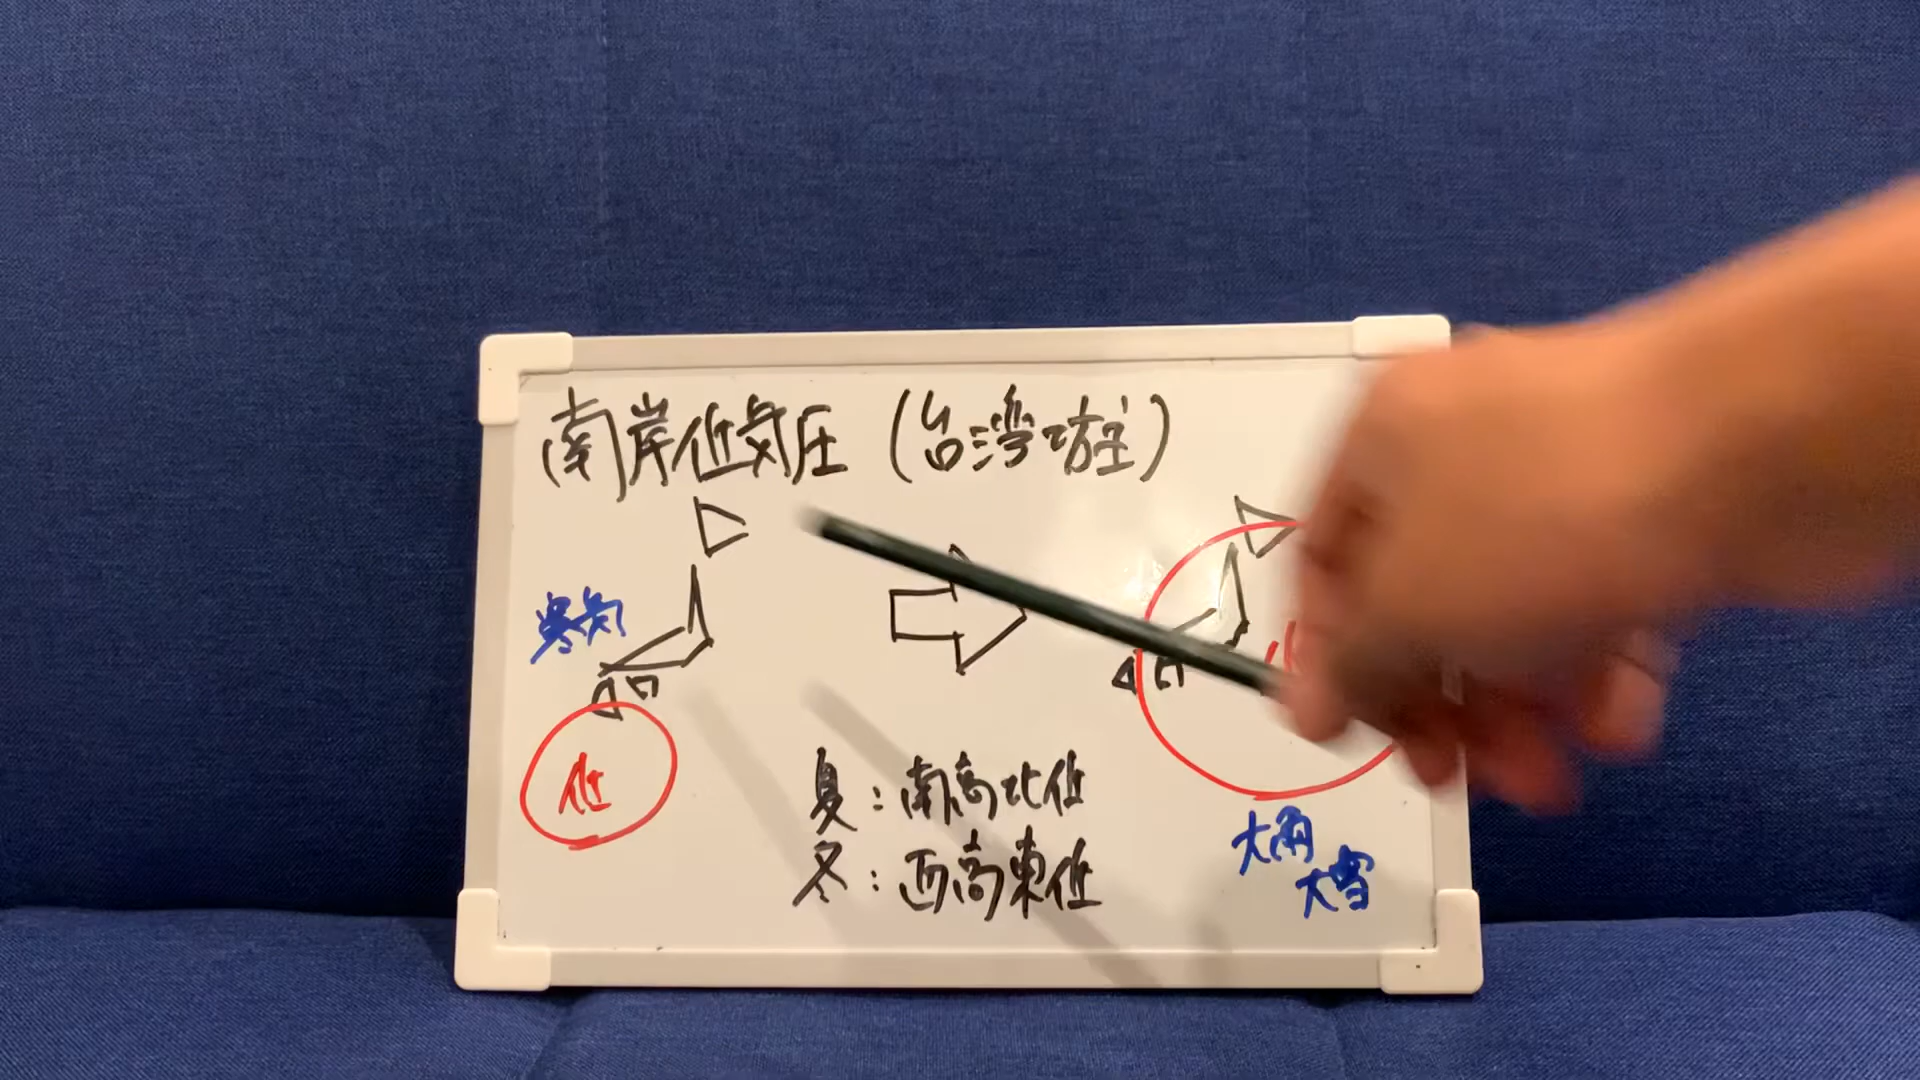 南岸低気圧(台湾坊主)
寒気
低
夏:南高北低
冬:西高東低
大雨
大雪